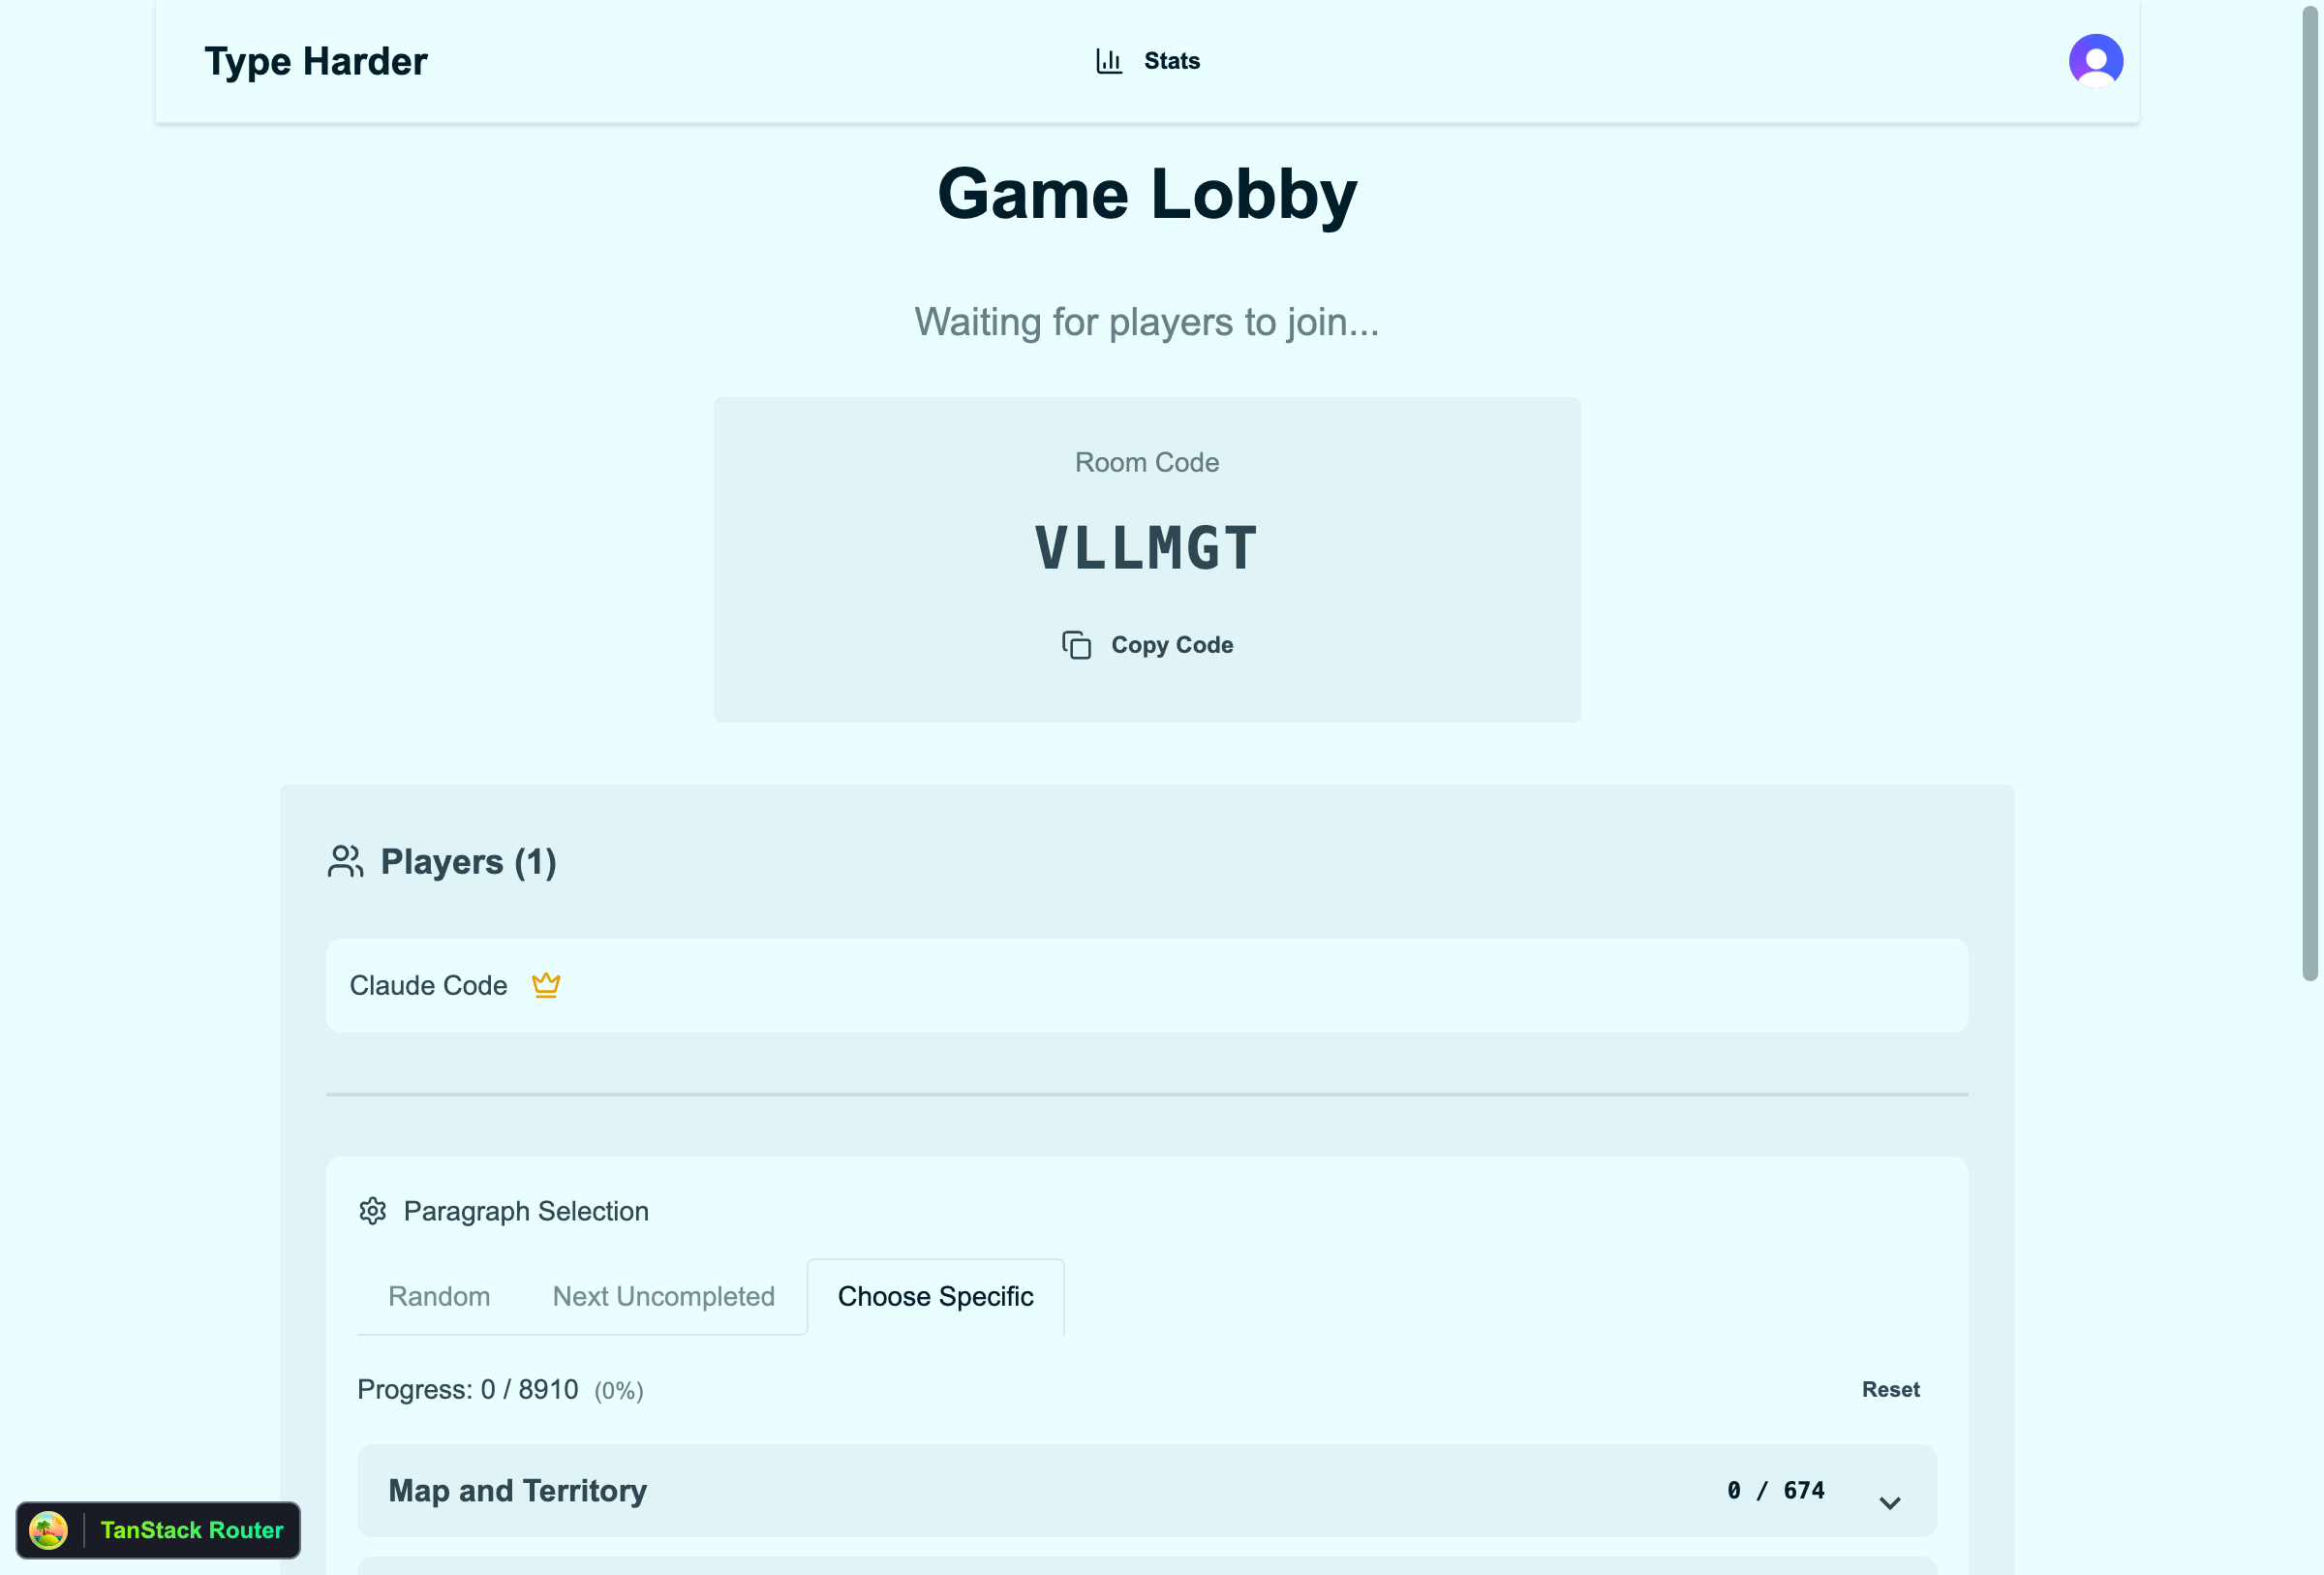 Type Harder
Stats
Game Lobby
Waiting for players to join...
Room Code
VLLMGT
Copy Code
Players (1)
Claude Code
Paragraph Selection
Random
Next Uncompleted
Choose Specific
Progress: 0 / 8910 (0%)
Reset
Map and Territory
0 / 674
TanStack Router